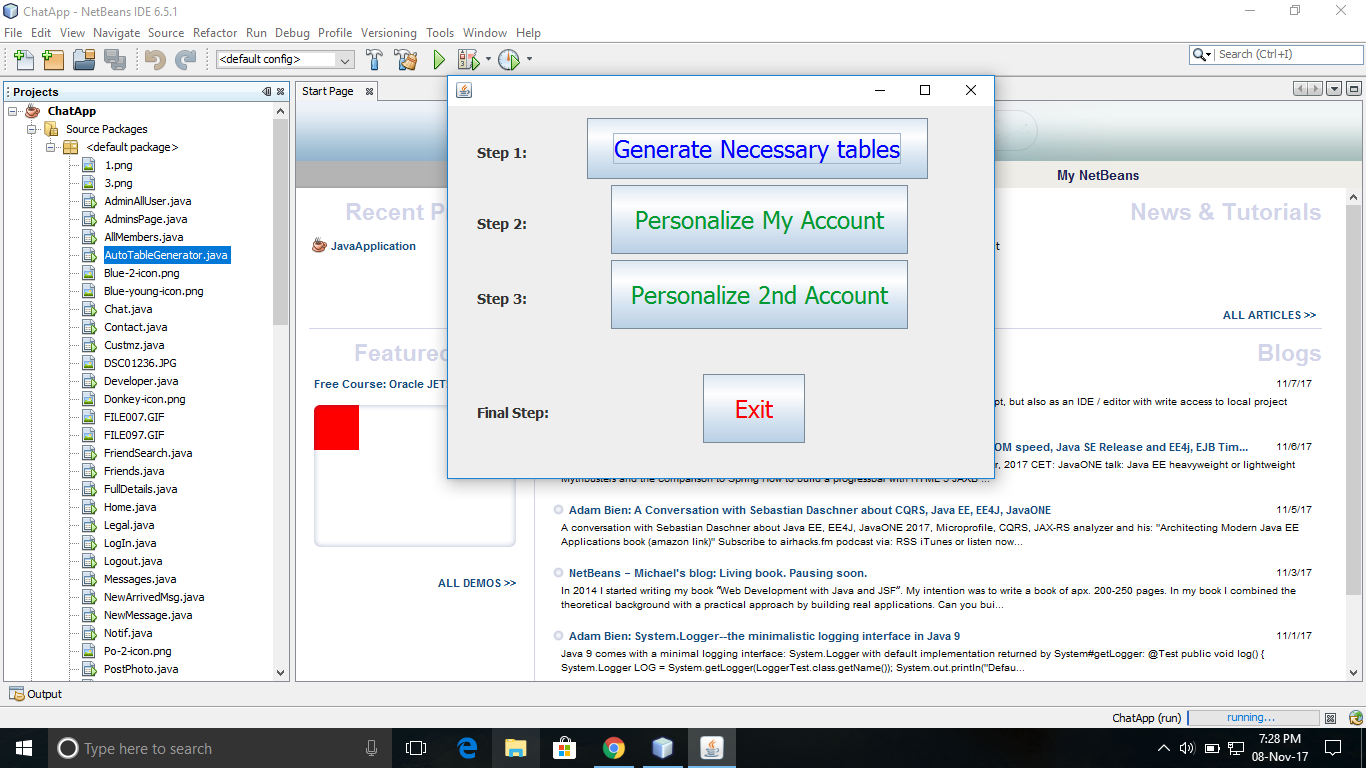 ChatApp - NetBeans IDE 6.5.1
File Edit View Navigate Source Refactor Run Debug Profile Versioning Tools Window Help
<default config>
Search (Ctrl+I)
Projects
ChatApp
Source Packages
<default package>
1.png
3.png
AdminAllUser.java
AdminsPage.java
AllMembers.java
AutoTableGenerator.java
Blue-2-icon.png
Blue-young-icon.png
Chat.java
Contact.java
Custmz.java
DSC01236.JPG
Developer.java
Donkey-icon.png
FILE007.GIF
FILE097.GIF
FriendSearch.java
Friends.java
FullDetails.java
Home.java
Legal.java
LogIn.java
Logout.java
Messages.java
NewArrivedMsg.java
NewMessage.java
Notif.java
Po-2-icon.png
PostPhoto.java
Start Page
Step 1:
Generate Necessary tables
Step 2:
Personalize My Account
Step 3:
Personalize 2nd Account
Final Step:
Exit
My NetBeans
Recent P
JavaApplication
News & Tutorials
ALL ARTICLES >>
Featured
Free Course: Oracle JET
ALL DEMOS >>
Blogs
11/7/17
pt, but also as an IDE / editor with write access to local project
OM speed, Java SE Release and EE4j, EJB Tim... 11/6/17
r, 2017 CET: JavaONE talk: Java EE heavyweight or lightweight
Mythbusters and the comparison to Spring How to build a progressbar with HTML 5 JAXB ...
Adam Bien: A Conversation with Sebastian Daschner about CQRS, Java EE, EE4J, JavaONE 11/5/17
A conversation with Sebastian Daschner about Java EE, EE4J, JavaONE 2017, Microprofile, CQRS, JAX-RS analyzer and his: "Architecting Modern Java EE
Applications book (amazon link)" Subscribe to airhacks.fm podcast via: RSS iTunes or listen now...
NetBeans – Michael's blog: Living book. Pausing soon. 11/3/17
In 2014 I started writing my book “Web Development with Java and JSF”. My intention was to write a book of apx. 200-250 pages. In my book I combined the
theoretical background with a practical approach by building real applications. Can you bui...
Adam Bien: System.Logger--the minimalistic logging interface in Java 9 11/1/17
Java 9 comes with a minimal logging interface: System.Logger with default implementation returned by System#getLogger: @Test public void log() {
System.Logger LOG = System.getLogger(LoggerTest.class.getName()); System.out.println("Defau...
Output
ChatApp (run) running...
Type here to search
7:28 PM
08-Nov-17